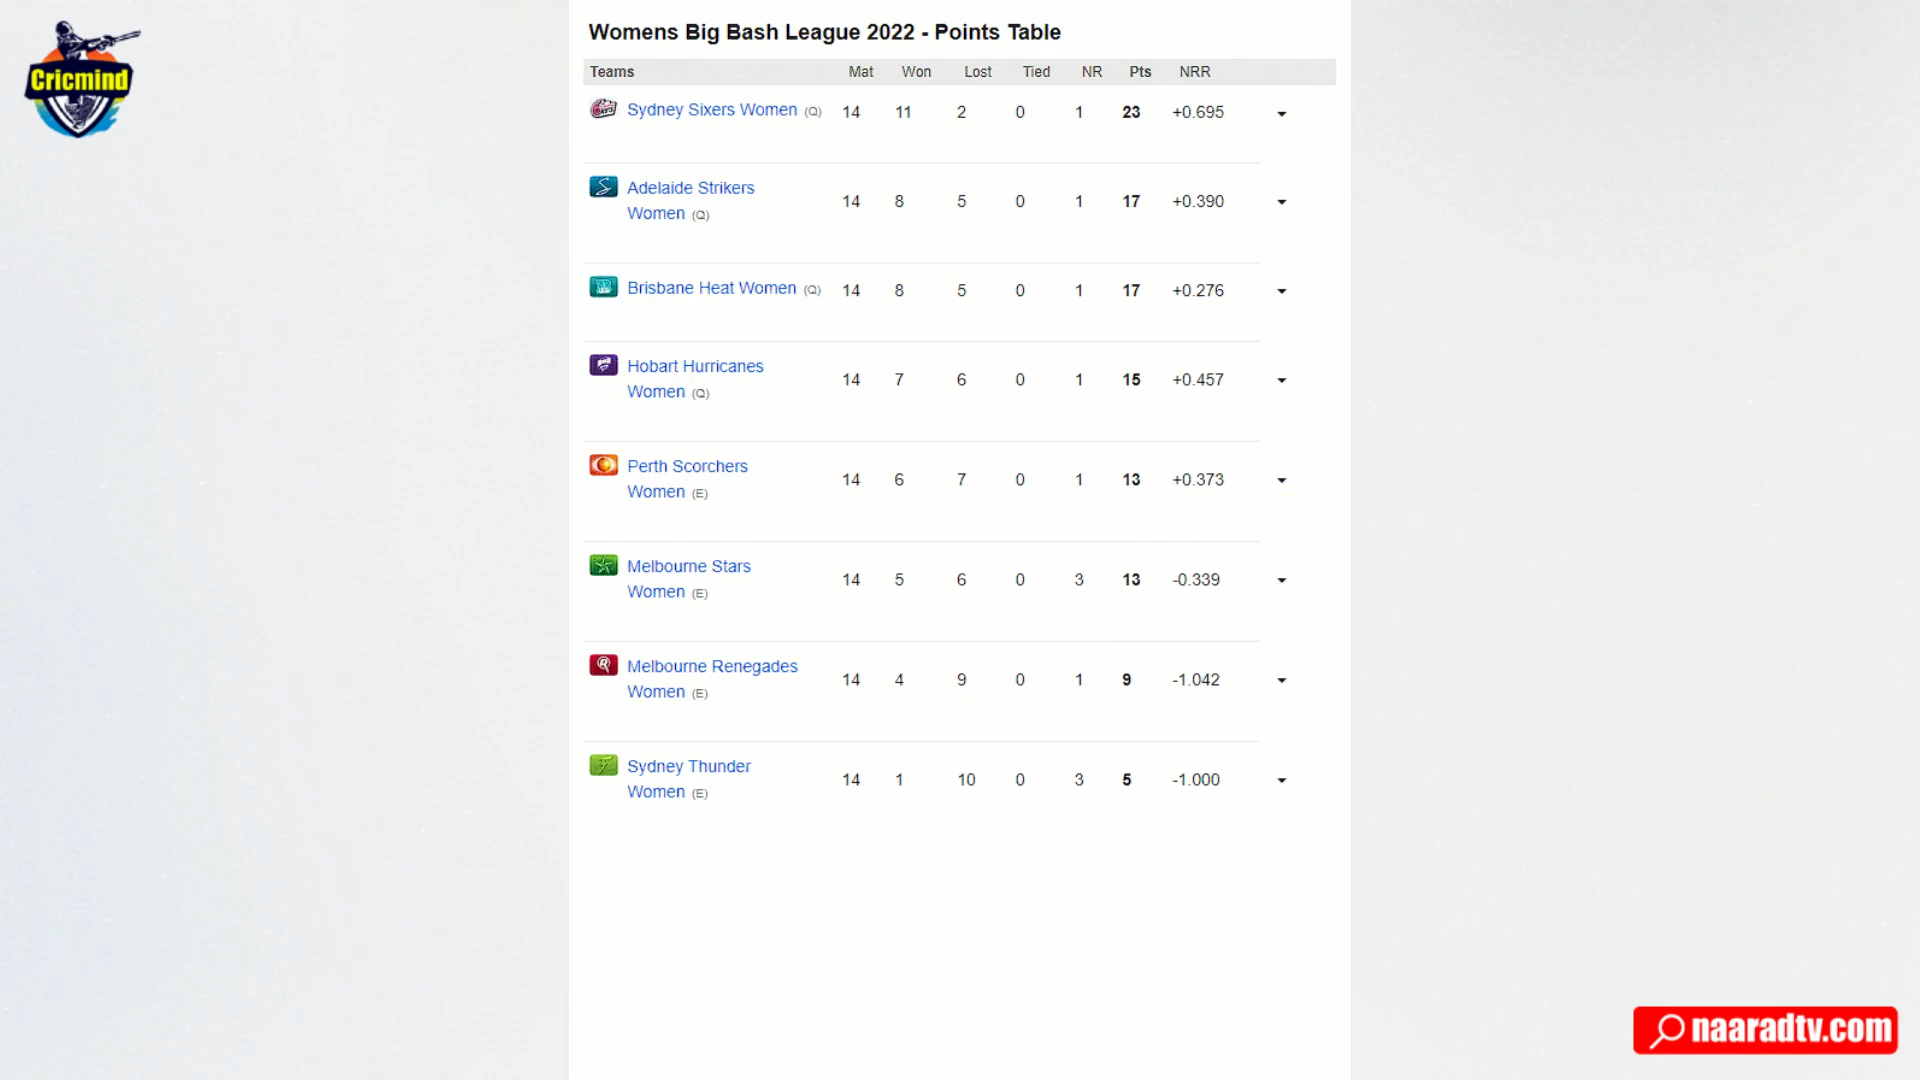 Cricmind
Womens Big Bash League 2022 - Points Table
Teams Mat Won Lost Tied NR Pts NRR
Sydney Sixers Women (Q) 14 11 2 0 1 23 +0.695
Adelaide Strikers
Women (Q) 14 8 5 0 1 17 +0.390
Brisbane Heat Women (Q) 14 8 5 0 1 17 +0.276
Hobart Hurricanes
Women (Q) 14 7 6 0 1 15 +0.457
Perth Scorchers
Women (E) 14 6 7 0 1 13 +0.373
Melbourne Stars
Women (E) 14 5 6 0 3 13 -0.339
Melbourne Renegades
Women (E) 14 4 9 0 1 9 -1.042
Sydney Thunder
Women (E) 14 1 10 0 3 5 -1.000
naaradtv.com